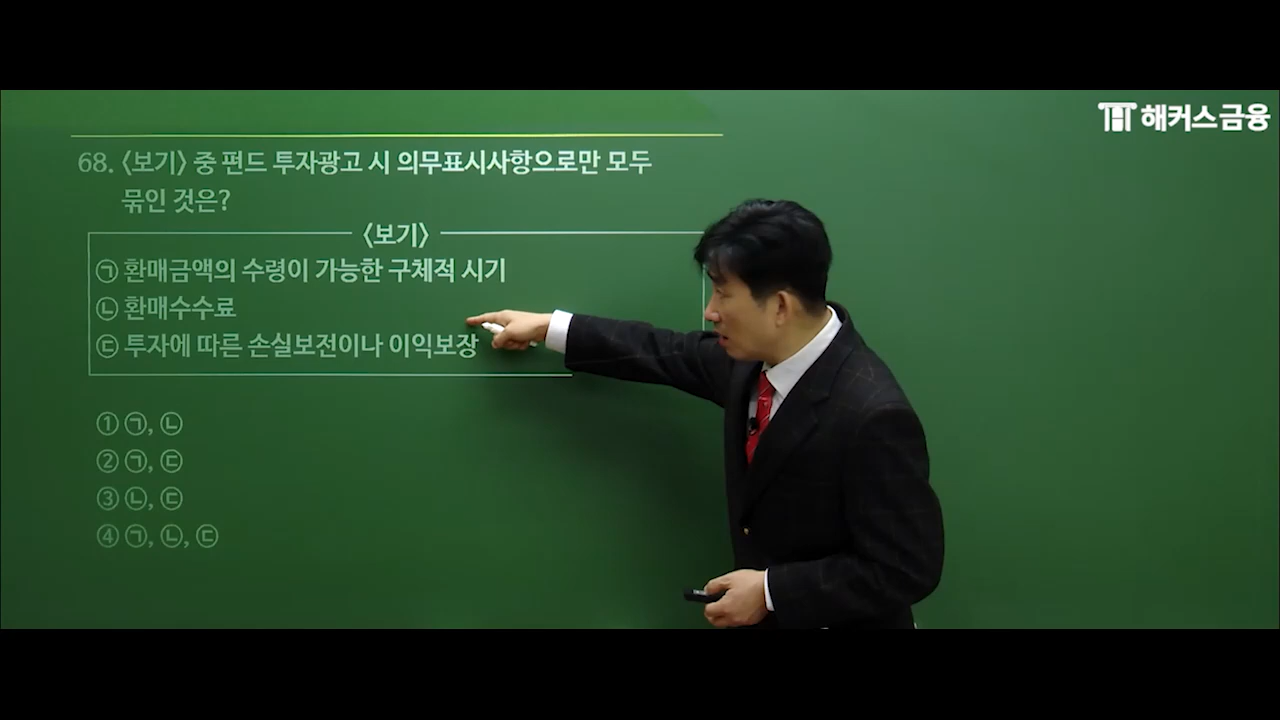 해커스금융
68. 〈보기〉 중 펀드 투자광고 시 의무표시사항으로만 모두
묶인 것은?
〈보기〉
㉠ 환매금액의 수령이 가능한 구체적 시기
㉡ 환매수수료
㉢ 투자에 따른 손실보전이나 이익보장
① ㉠, ㉡
② ㉠, ㉢
③ ㉡, ㉢
④ ㉠, ㉡, ㉢